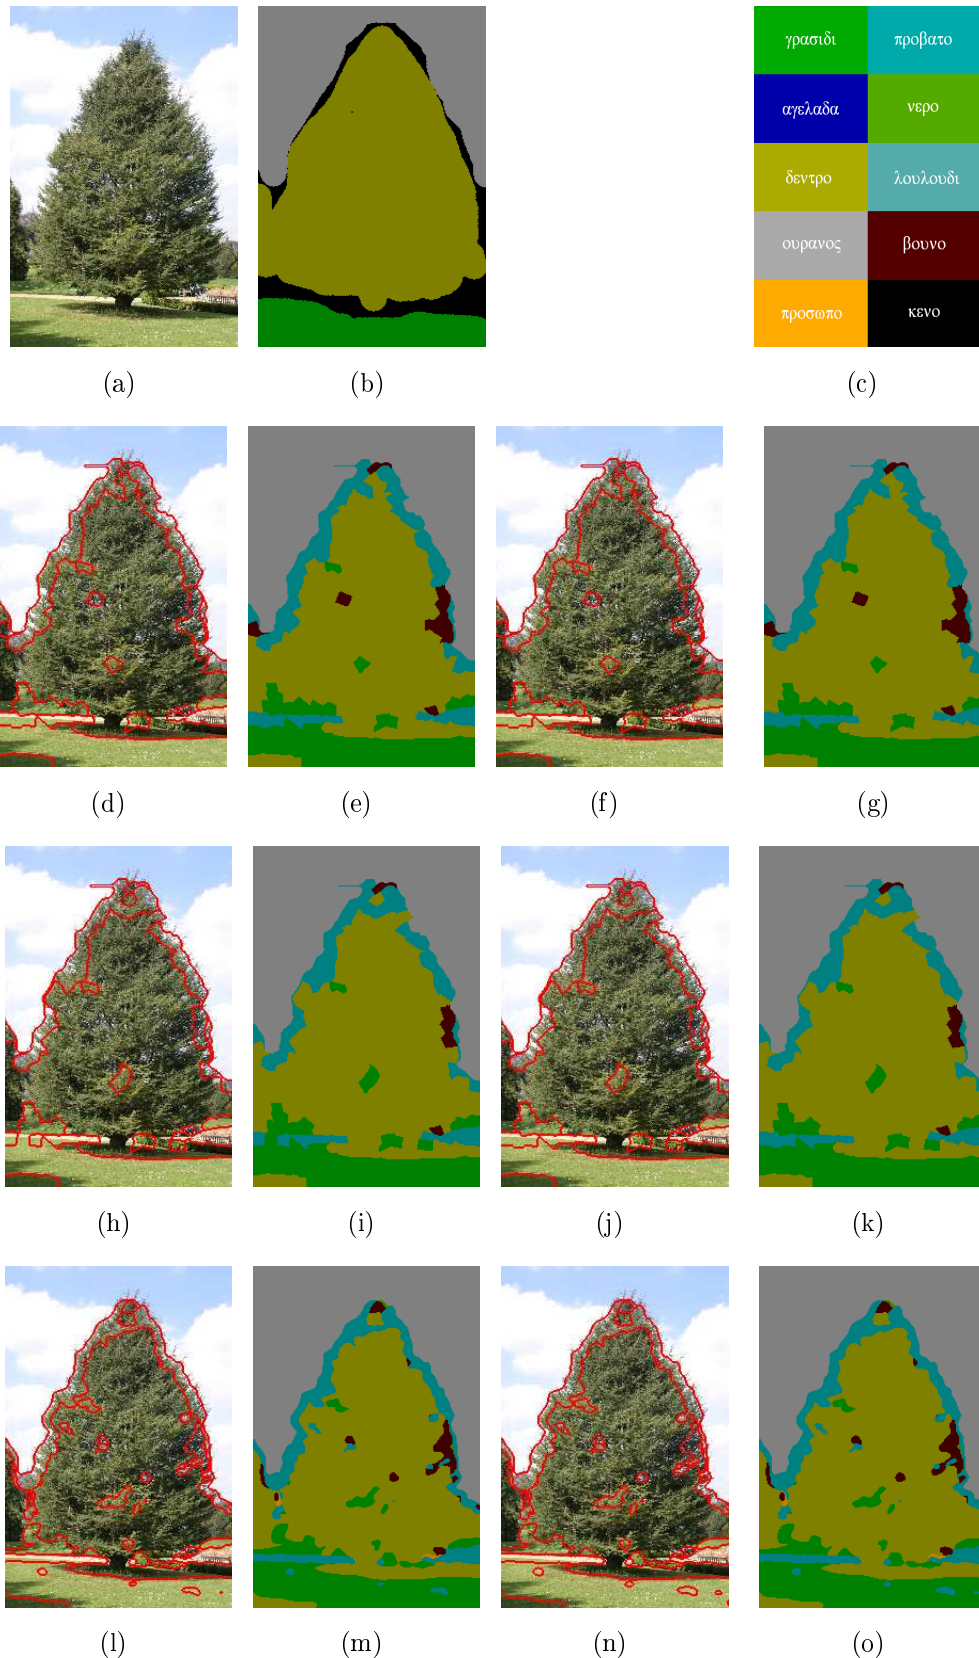 γρασιδι προβατο
αγελαδα νερο
δεντρο λουλουδι
ουρανος βουνο
προσωπο κενο
(a) (b) (c)
(d) (e) (f) (g)
(h) (i) (j) (k)
(l) (m) (n) (o)